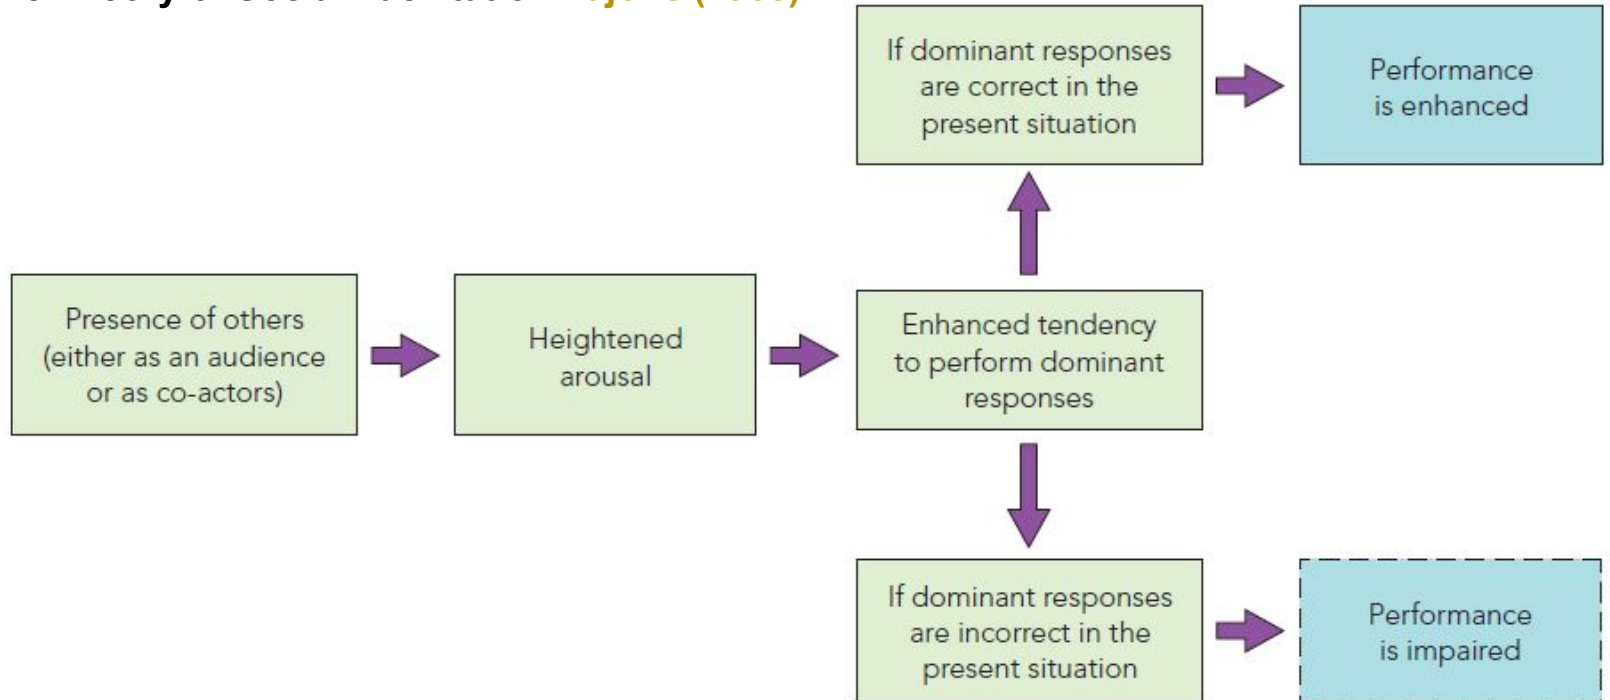 If dominant responses
are correct in the
present situation
Performance
is enhanced
Presence of others
(either as an audience
or as co-actors)
Heightened
arousal
Enhanced tendency
to perform dominant
responses
If dominant responses
are incorrect in the
present situation
Performance
is impaired